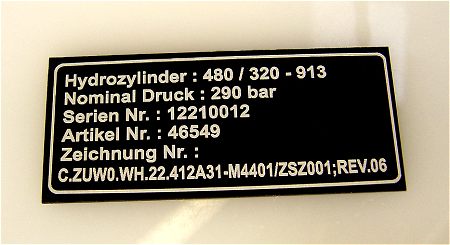 Hydrozylinder : 480 / 320 - 913
Nominal Druck : 290 bar
Serien Nr. : 12210012
Artikel Nr. : 46549
Zeichnung Nr. :
C.ZUW0.WH.22.412A31-M4401/ZSZ001;REV.06